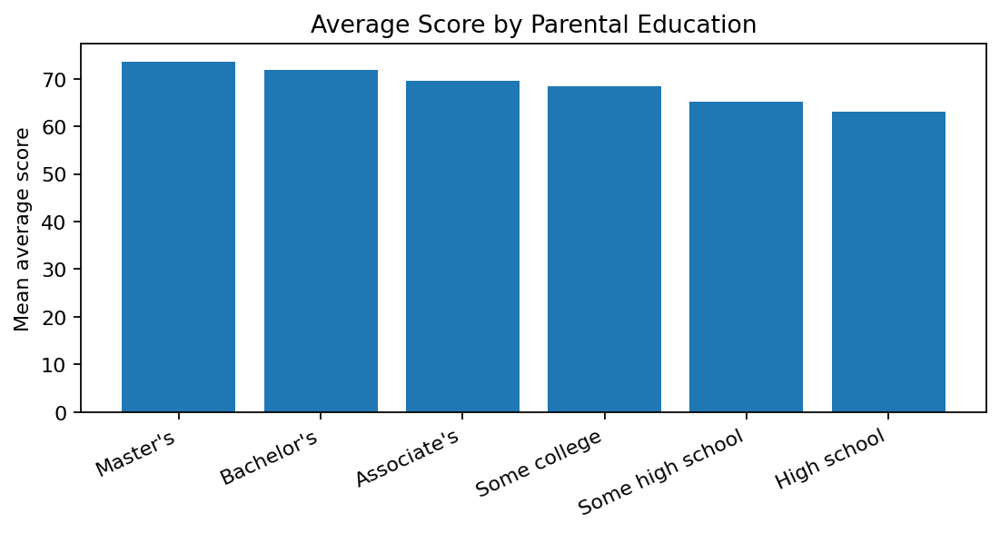 Average Score by Parental Education
Mean average score
70
60
50
40
30
20
10
0
Master's
Bachelor's
Associate's
Some college
Some high school
High school